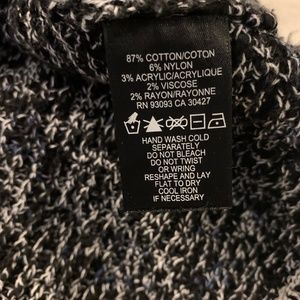 87% COTTON/COTON
6% NYLON
3% ACRYLIC/ACRYLIQUE
2% VISCOSE
2% RAYON/RAYONNE
RN 93093 CA 30427
HAND WASH COLD
SEPARATELY
DO NOT BLEACH
DO NOT TWIST
OR WRING
RESHAPE AND LAY
FLAT TO DRY
COOL IRON
IF NECESSARY